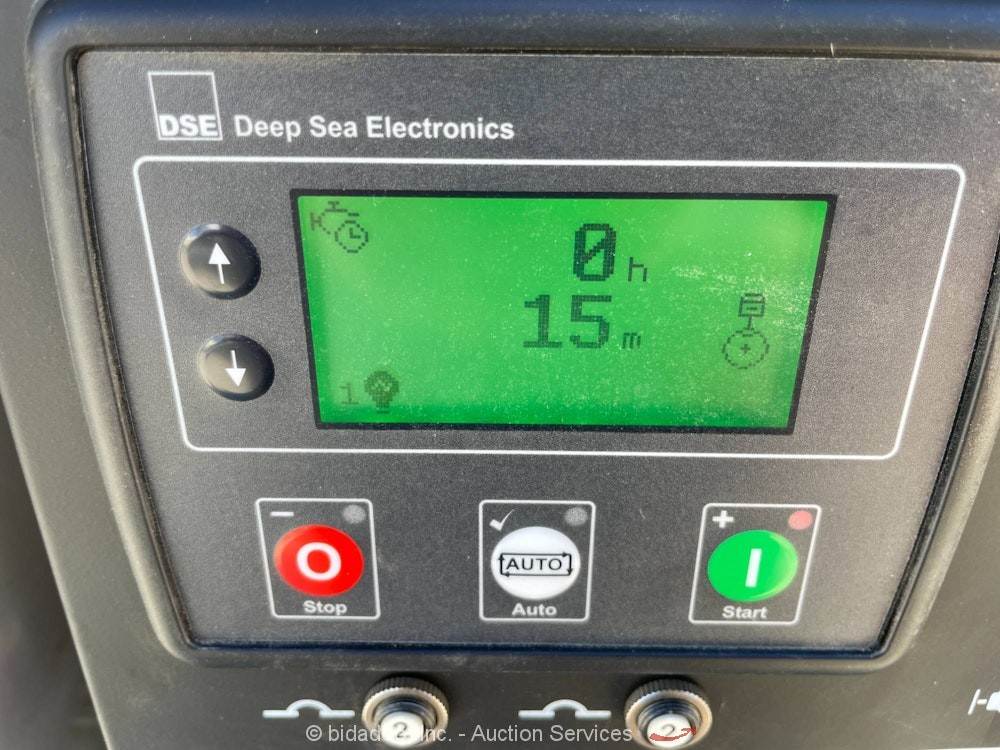 DSE Deep Sea Electronics
0 h
15 m
1
Stop
AUTO
Auto
Start
2
2
© bidadoo, Inc. - Auction Services